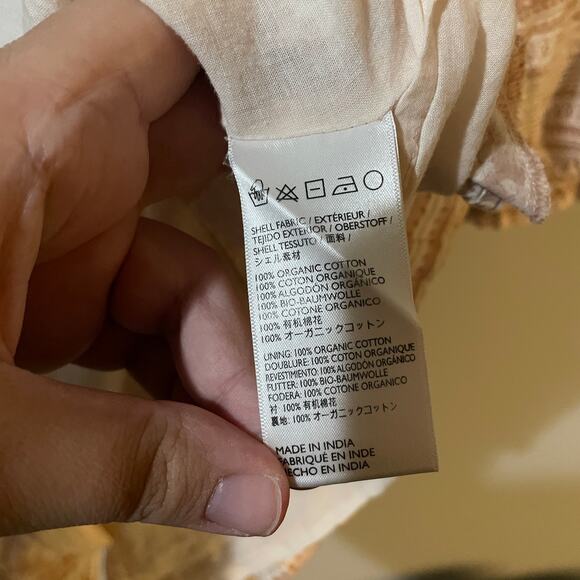 SHELL FABRIC / EXTÉRIEUR /
TEJIDO EXTERIOR / OBERSTOFF /
SHELL TESSUTO / 面料 /
シェル素材
100% ORGANIC COTTON
100% COTON ORGANIQUE
100% ALGODÓN ORGÁNICO
100% BIO-BAUMWOLLE
100% COTONE ORGANICO
100% 有机棉花
100% オーガニックコットン
LINING: 100% ORGANIC COTTON
DOUBLURE: 100% COTON ORGANIQUE
REVESTIMIENTO: 100% ALGODÓN ORGÁNICO
FUTTER: 100% BIO-BAUMWOLLE
FODERA: 100% COTONE ORGANICO
衬 100% 有机棉花
裏地: 100% オーガニックコットン
MADE IN INDIA
FABRIQUÉ EN INDE
HECHO EN INDIA